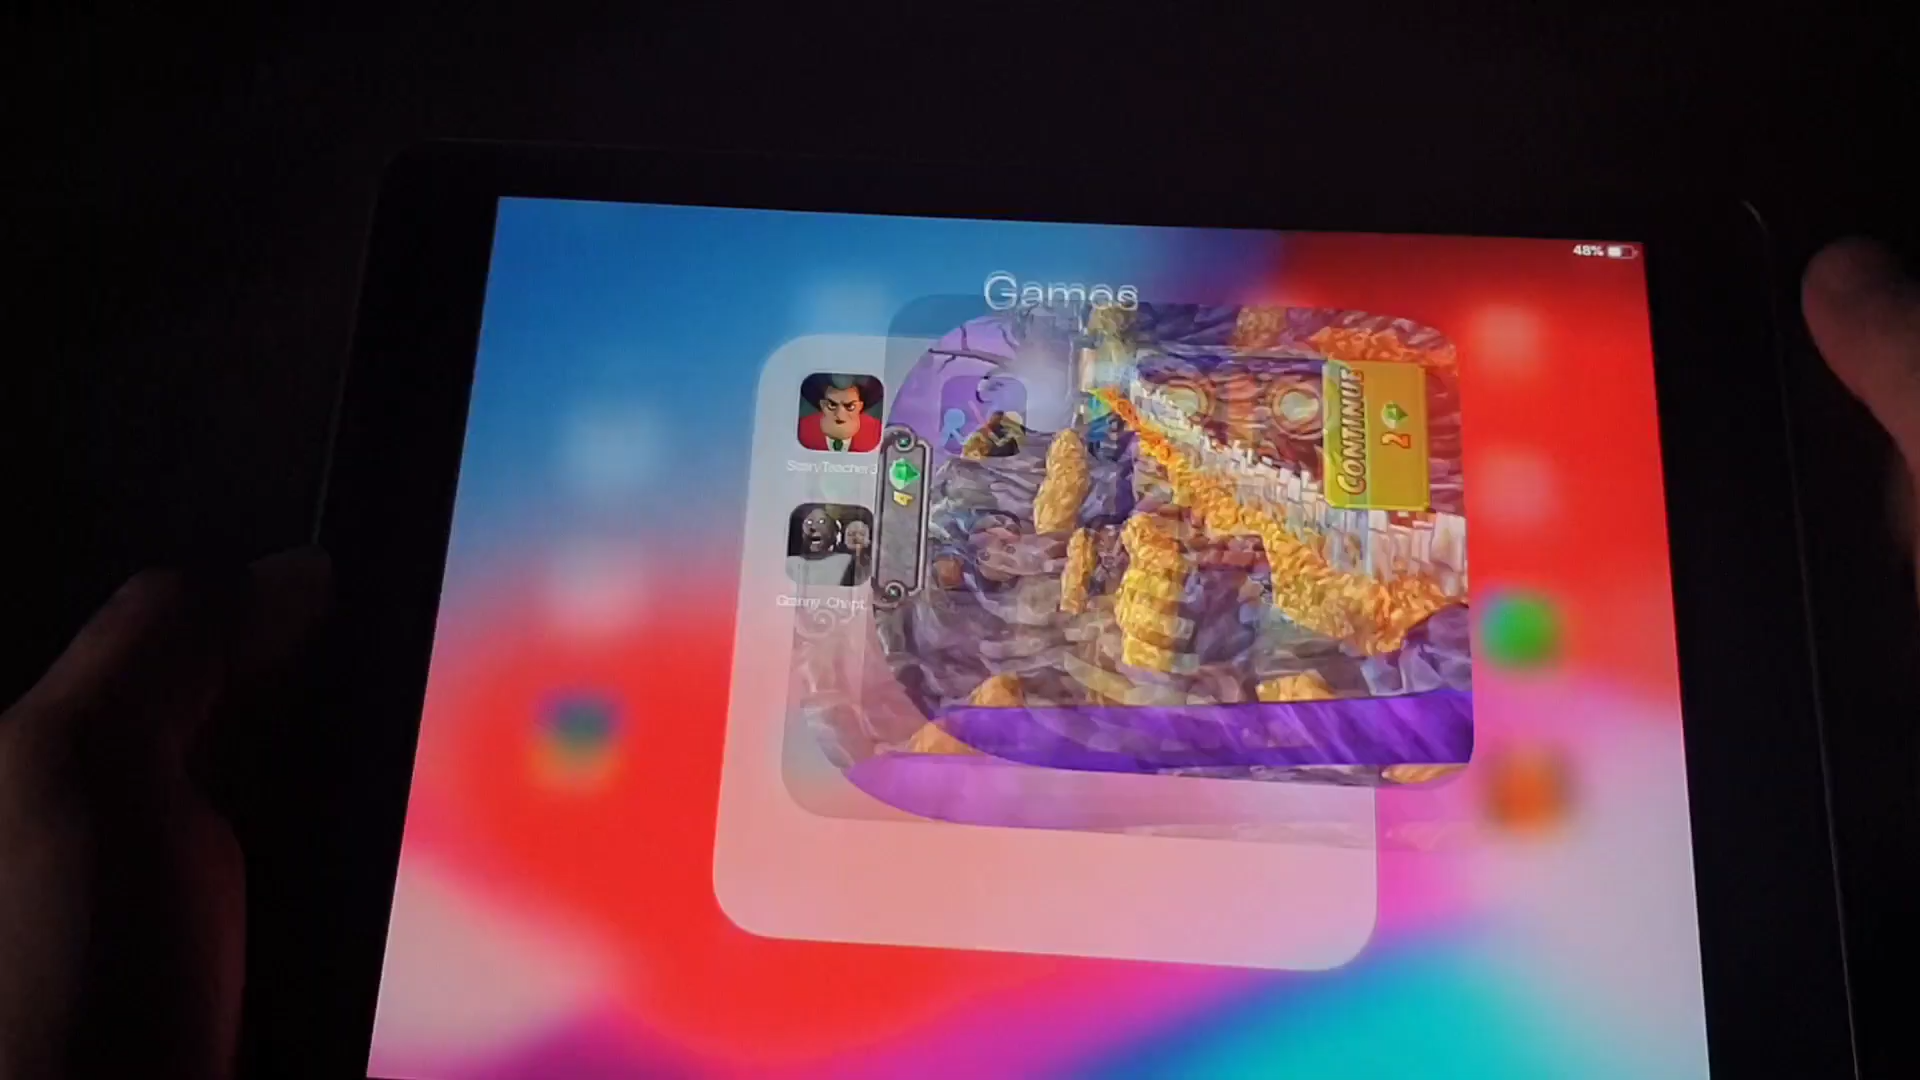 48%
Games
CONTINUE
2
Scary Teacher 3
Granny Chapt